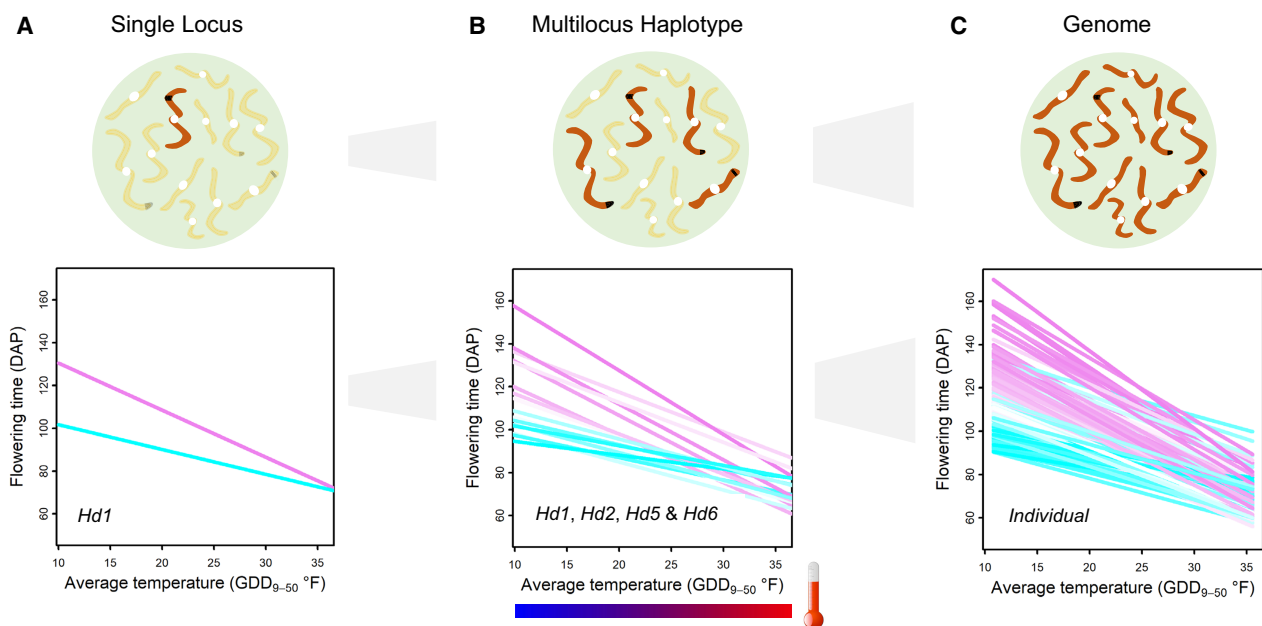 A Single Locus
B Multilocus Haplotype
C Genome
Flowering time (DAP)
160
140
120
100
80
60
Hd1
10 15 20 25 30 35
Average temperature (GDD9–50 °F)
Flowering time (DAP)
160
140
120
100
80
60
Hd1, Hd2, Hd5 & Hd6
10 15 20 25 30 35
Average temperature (GDD9–50 °F)
Flowering time (DAP)
160
140
120
100
80
60
Individual
10 15 20 25 30 35
Average temperature (GDD9–50 °F)